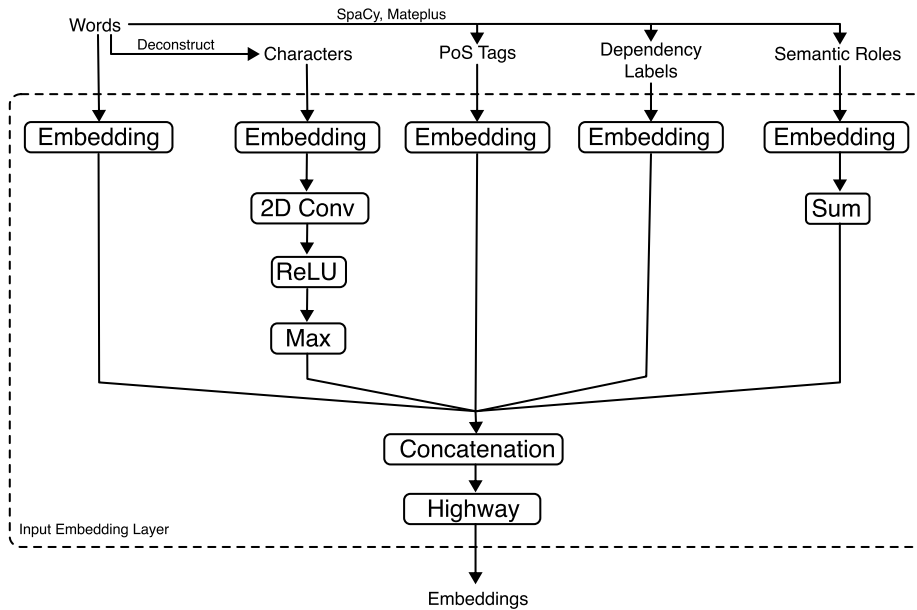 SpaCy, Mateplus
Words
Deconstruct
Characters
PoS Tags
Dependency
Labels
Semantic Roles
Embedding
Embedding
Embedding
Embedding
Embedding
2D Conv
Sum
ReLU
Max
Concatenation
Highway
Input Embedding Layer
Embeddings